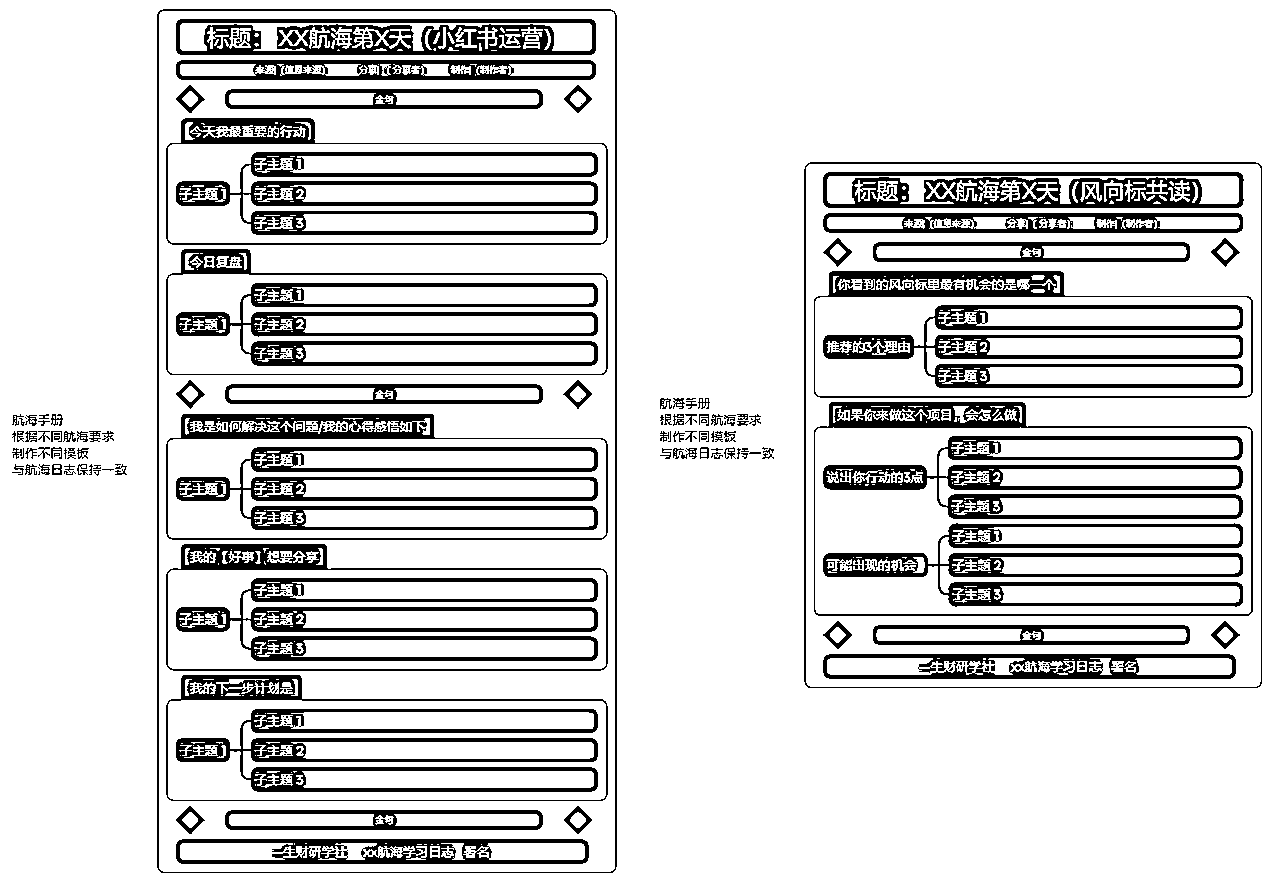 标题： XX航海第X天（小红书运营）
来源（信息来源） 分享（分享者） 制作（制作者）
金句
今天我最重要的行动
子主题 1
子主题 1
子主题 2
子主题 3
今日复盘
子主题 1
子主题 1
子主题 2
子主题 3
金句
我是如何解决这个问题/我的心得感悟如下
子主题 1
子主题 1
子主题 2
子主题 3
我的【好事】想要分享
子主题 1
子主题 1
子主题 2
子主题 3
我的下一步计划是
子主题 1
子主题 1
子主题 2
子主题 3
金句
生财研学社 xx航海学习日志 署名
航海手册
根据不同航海要求
制作不同模板
与航海日志保持一致
标题： XX航海第X天（风向标共读）
来源（信息来源） 分享（分享者） 制作（制作者）
金句
你看到的风向标里最有机会的是哪三个
推荐的3个理由
子主题 1
子主题 2
子主题 3
如果你来做这个项目，会怎么做
说出你行动的3点
子主题 1
子主题 2
子主题 3
可能出现的机会
子主题 1
子主题 2
子主题 3
金句
生财研学社 xx航海学习日志 署名
航海手册
根据不同航海要求
制作不同模板
与航海日志保持一致